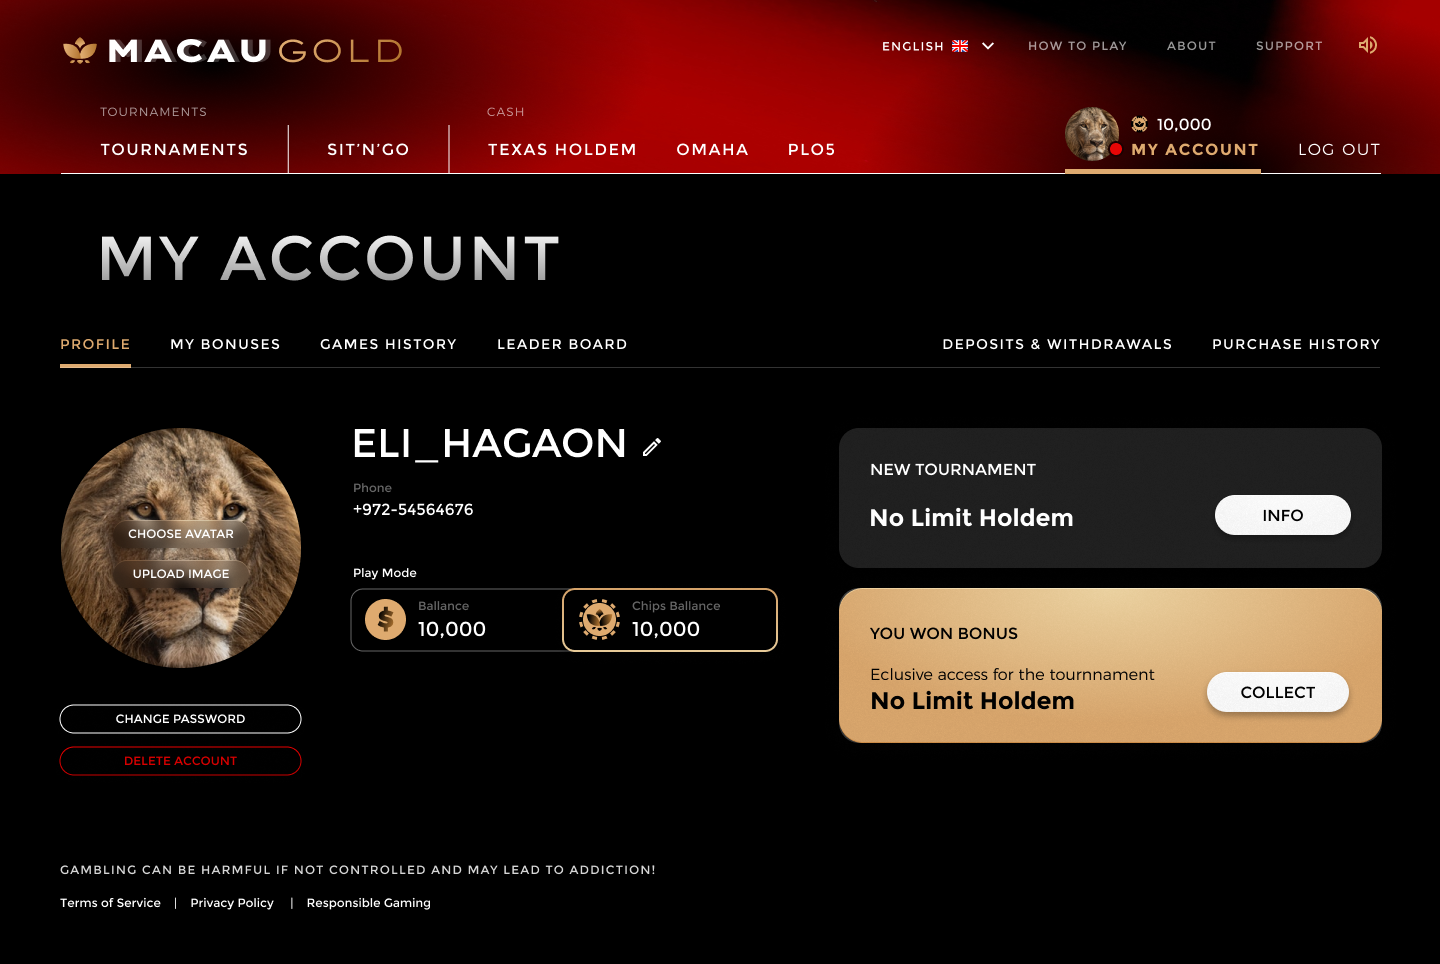 MACAU GOLD
ENGLISH
HOW TO PLAY
ABOUT
SUPPORT
TOURNAMENTS
CASH
TOURNAMENTS
SIT'N'GO
TEXAS HOLDEM
OMAHA
PLO5
10,000
MY ACCOUNT
LOG OUT
MY ACCOUNT
PROFILE
MY BONUSES
GAMES HISTORY
LEADER BOARD
DEPOSITS & WITHDRAWALS
PURCHASE HISTORY
CHOOSE AVATAR
UPLOAD IMAGE
CHANGE PASSWORD
DELETE ACCOUNT
ELI_HAGAON
Phone
+972-54564676
Play Mode
Ballance
10,000
Chips Ballance
10,000
NEW TOURNAMENT
No Limit Holdem
INFO
YOU WON BONUS
Eclusive access for the tournnament
No Limit Holdem
COLLECT
GAMBLING CAN BE HARMFUL IF NOT CONTROLLED AND MAY LEAD TO ADDICTION!
Terms of Service | Privacy Policy | Responsible Gaming